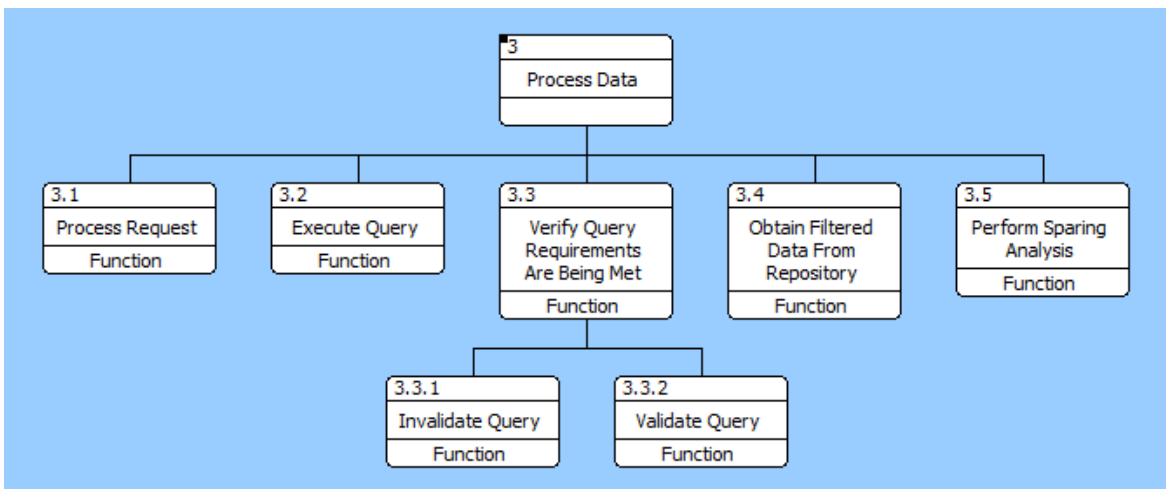 3
Process Data
3.1
Process Request
Function
3.2
Execute Query
Function
3.3
Verify Query
Requirements
Are Being Met
Function
3.4
Obtain Filtered
Data From
Repository
Function
3.5
Perform Sparing
Analysis
Function
3.3.1
Invalidate Query
Function
3.3.2
Validate Query
Function